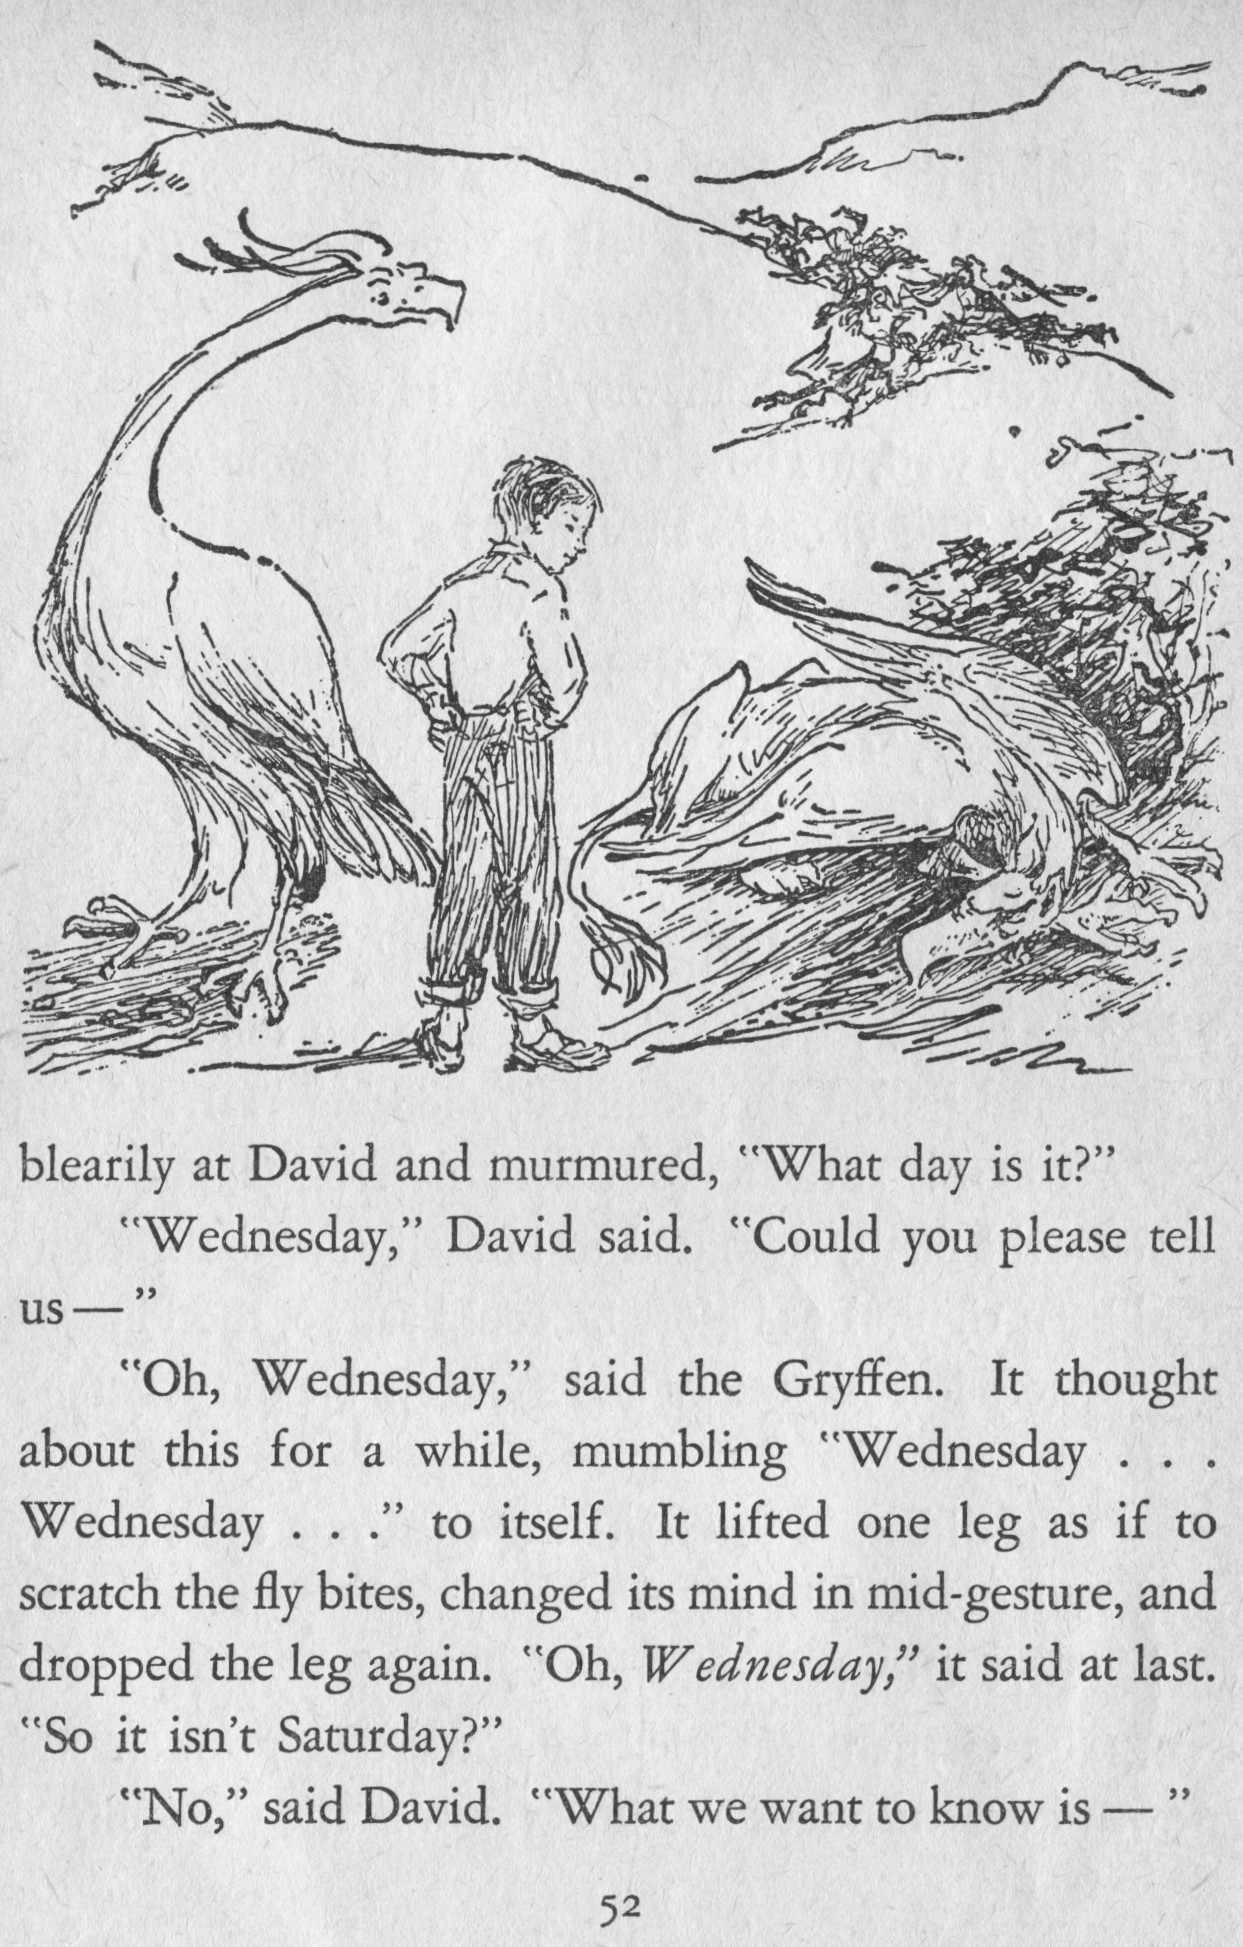 blearily at David and murmured, "What day is it?"
"Wednesday," David said. "Could you please tell
us — "
"Oh, Wednesday," said the Gryffen. It thought
about this for a while, mumbling "Wednesday . . .
Wednesday . . ." to itself. It lifted one leg as if to
scratch the fly bites, changed its mind in mid-gesture, and
dropped the leg again. "Oh, Wednesday," it said at last.
"So it isn't Saturday?"
"No," said David. "What we want to know is — "
52